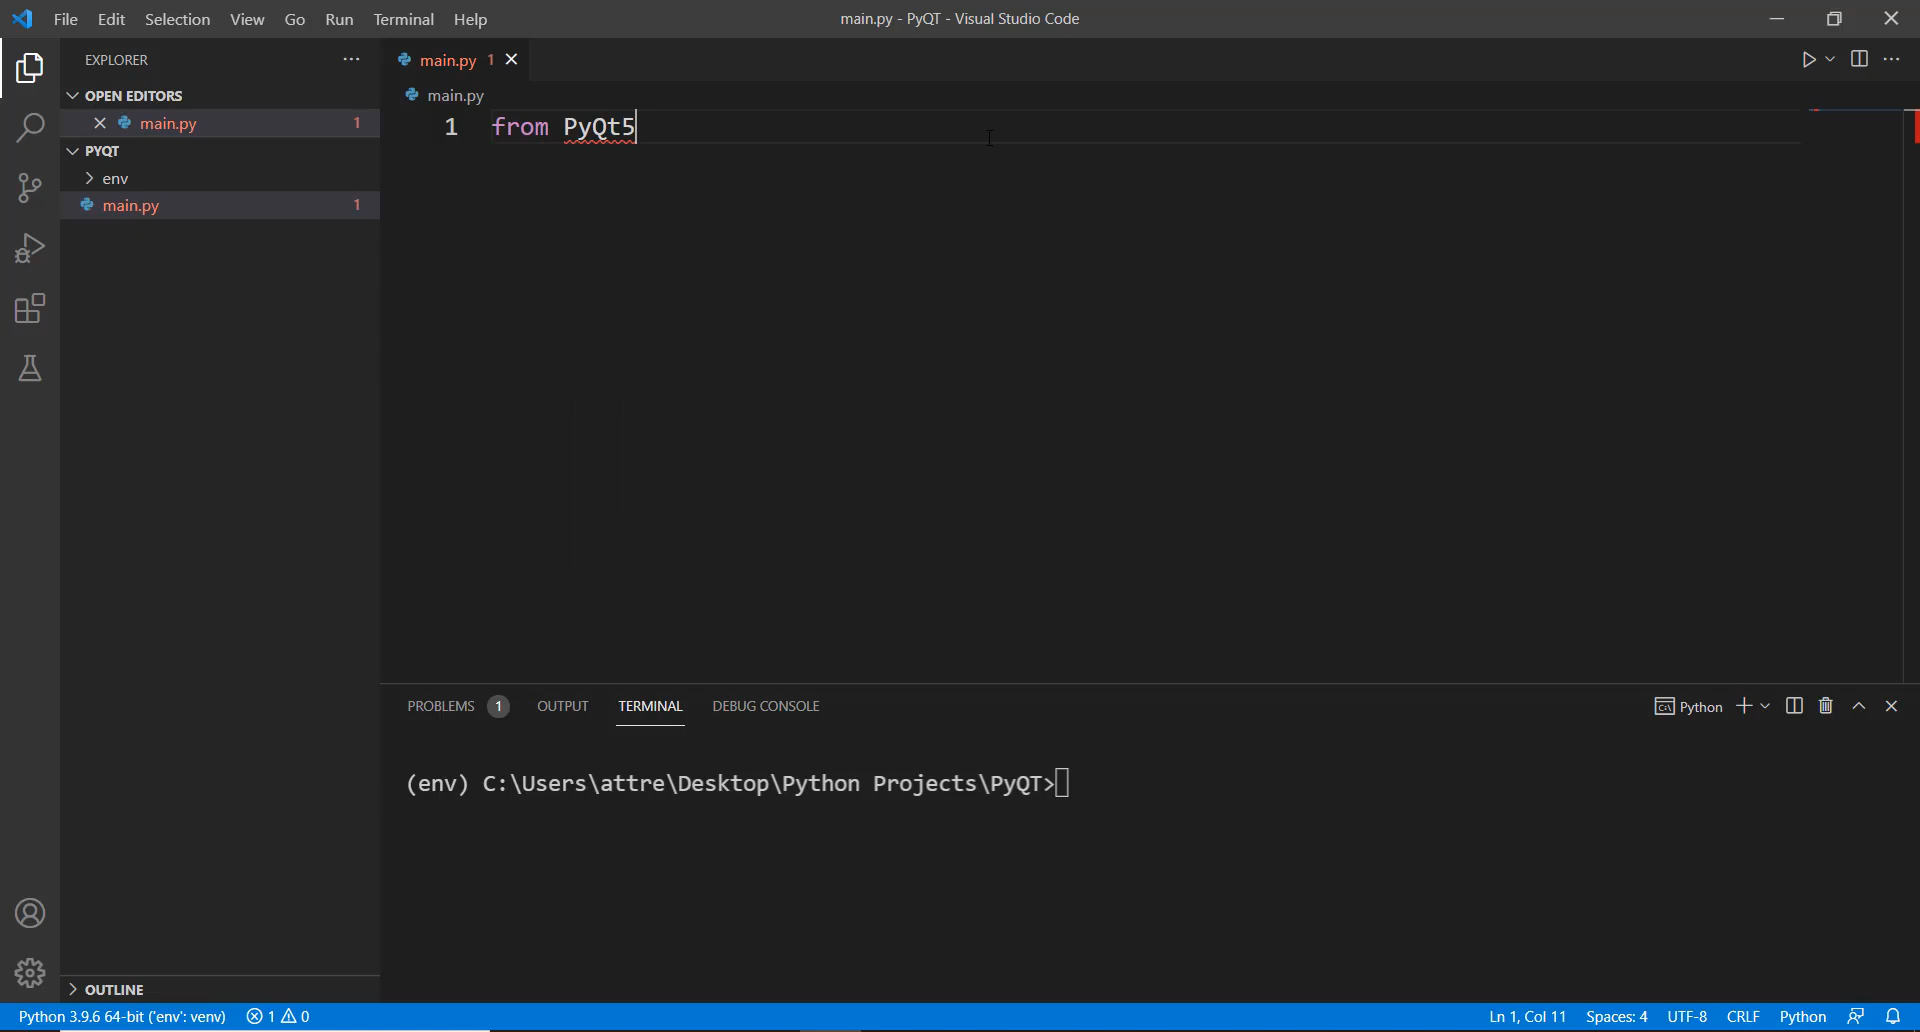 File Edit Selection View Go Run Terminal Help
main.py - PyQT - Visual Studio Code
EXPLORER
main.py 1
OPEN EDITORS
main.py
main.py 1
1 from PyQt5
PYQT
env
main.py 1
PROBLEMS 1 OUTPUT TERMINAL DEBUG CONSOLE
Python
(env) C:\Users\attre\Desktop\Python Projects\PyQT>
OUTLINE
Python 3.9.6 64-bit ('env': venv) 1 0
Ln 1, Col 11 Spaces: 4 UTF-8 CRLF Python